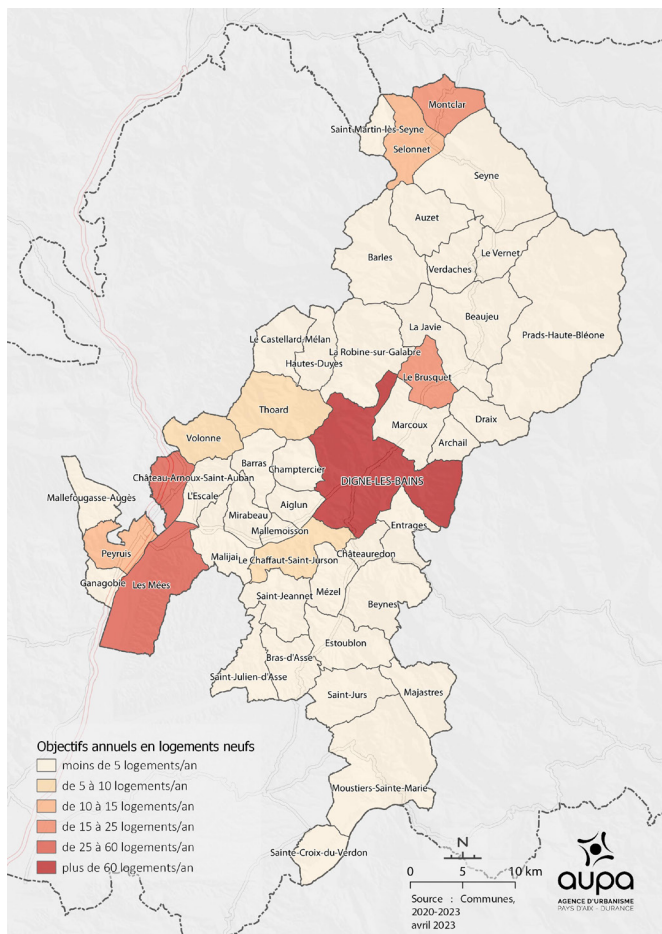 Montclar
Saint-Martin-lès-Seyne
Selonnet
Seyne
Auzet
Barles
Le Vernet
Verdaches
Beaujeu
La Javie
Prads-Haute-Bléone
Le Castellard-Mélan
La Robine-sur-Galabre
Hautes-Duyes
Le Brusquet
Thoard
Marcoux
Draix
Volonne
Archail
Barras
Champtercier
Château-Arnoux-Saint-Auban
DIGNE-LES-BAINS
L'Escale
Mallefougasse-Augès
Aiglun
Mirabeau
Entrages
Mallemoisson
Peyruis
Châteauredon
Malijai
Le Chaffaut-Saint-Jurson
Ganagobie
Les Mées
Mézel
Saint-Jeannet
Beynes
Estoublon
Bras-d'Asse
Saint-Julien-d'Asse
Saint-Jurs
Majastres
Moustiers-Sainte-Marie
Sainte-Croix-du-Verdon
Objectifs annuels en logements neufs
moins de 5 logements/an
de 5 à 10 logements/an
de 10 à 15 logements/an
de 15 à 25 logements/an
de 25 à 60 logements/an
plus de 60 logements/an
N
0 5 10 km
Source : Communes,
2020-2023
avril 2023
aupa
AGENCE D'URBANISME
PAYS D'AIX - DURANCE